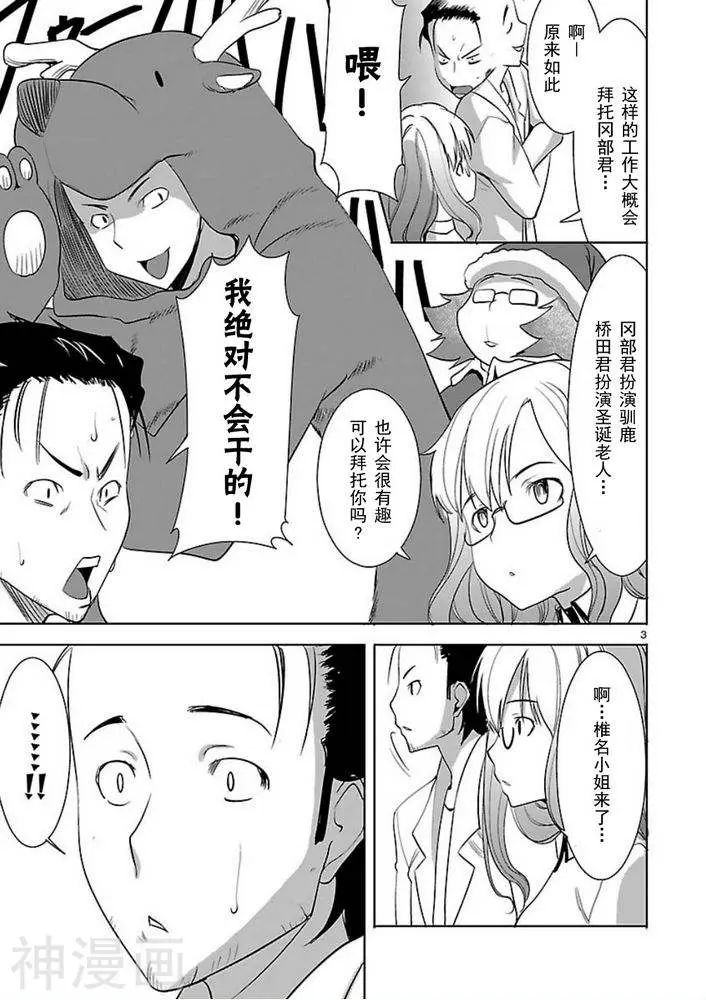 这样的工作大概会
拜托冈部君…
啊—
原来如此
喂！
冈部君扮演驯鹿
桥田君扮演圣诞老人…
也许会很有趣
可以拜托你吗？
我绝对不会干的！
3
啊…椎名小姐来了…
!!
神漫画